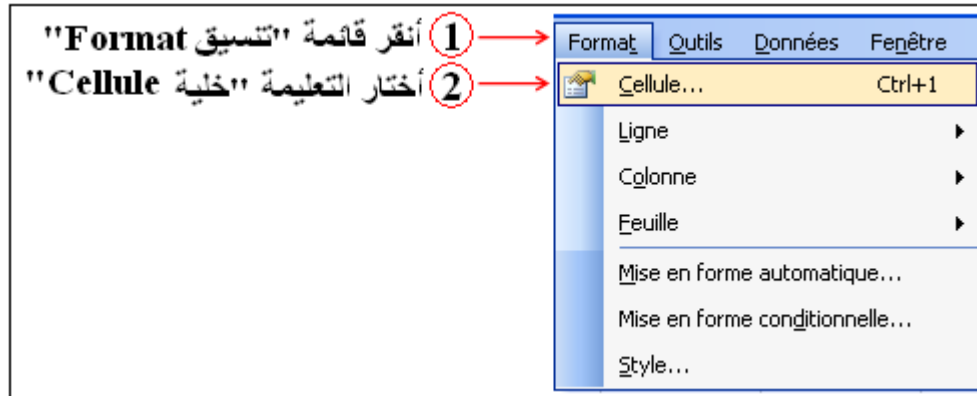 1 أنقر قائمة "تنسيق Format"
2 أختار التعليمة "خلية Cellule"
Format Outils Données Fenêtre
Cellule... Ctrl+1
Ligne
Colonne
Feuille
Mise en forme automatique...
Mise en forme conditionnelle...
Style...